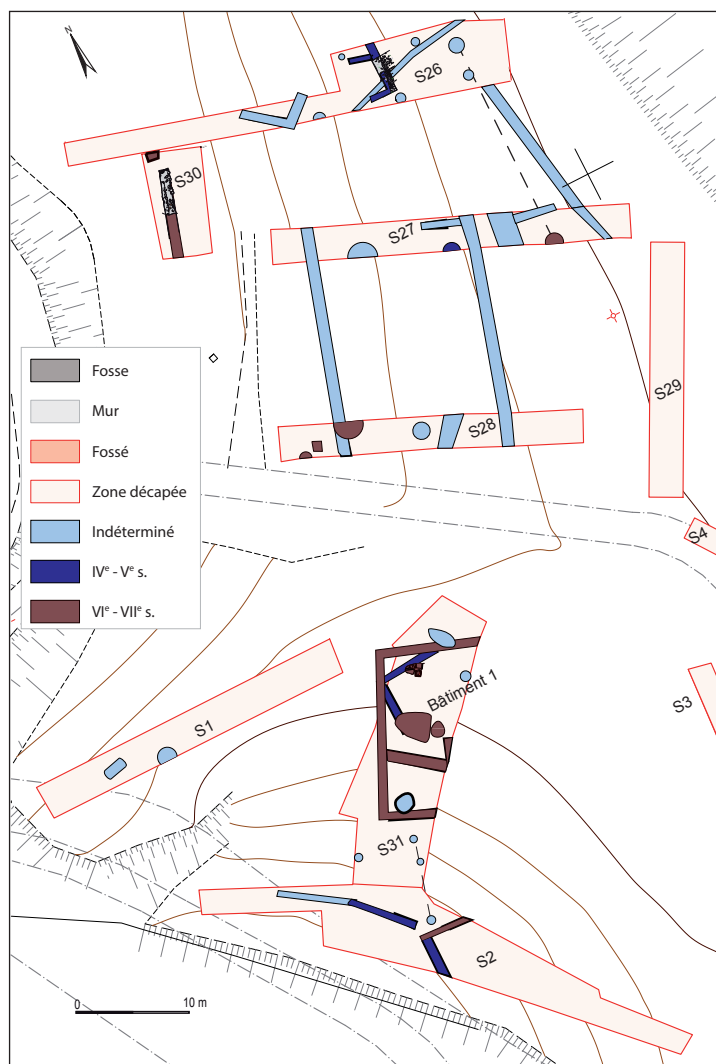 N
S26
S30
S27
S29
S28
Fosse
Mur
Fossé
Zone décapée
Indéterminé
IVe - Ve s.
VIe - VIIe s.
S4
Bâtiment 1
S3
S1
S31
S2
0 10 m